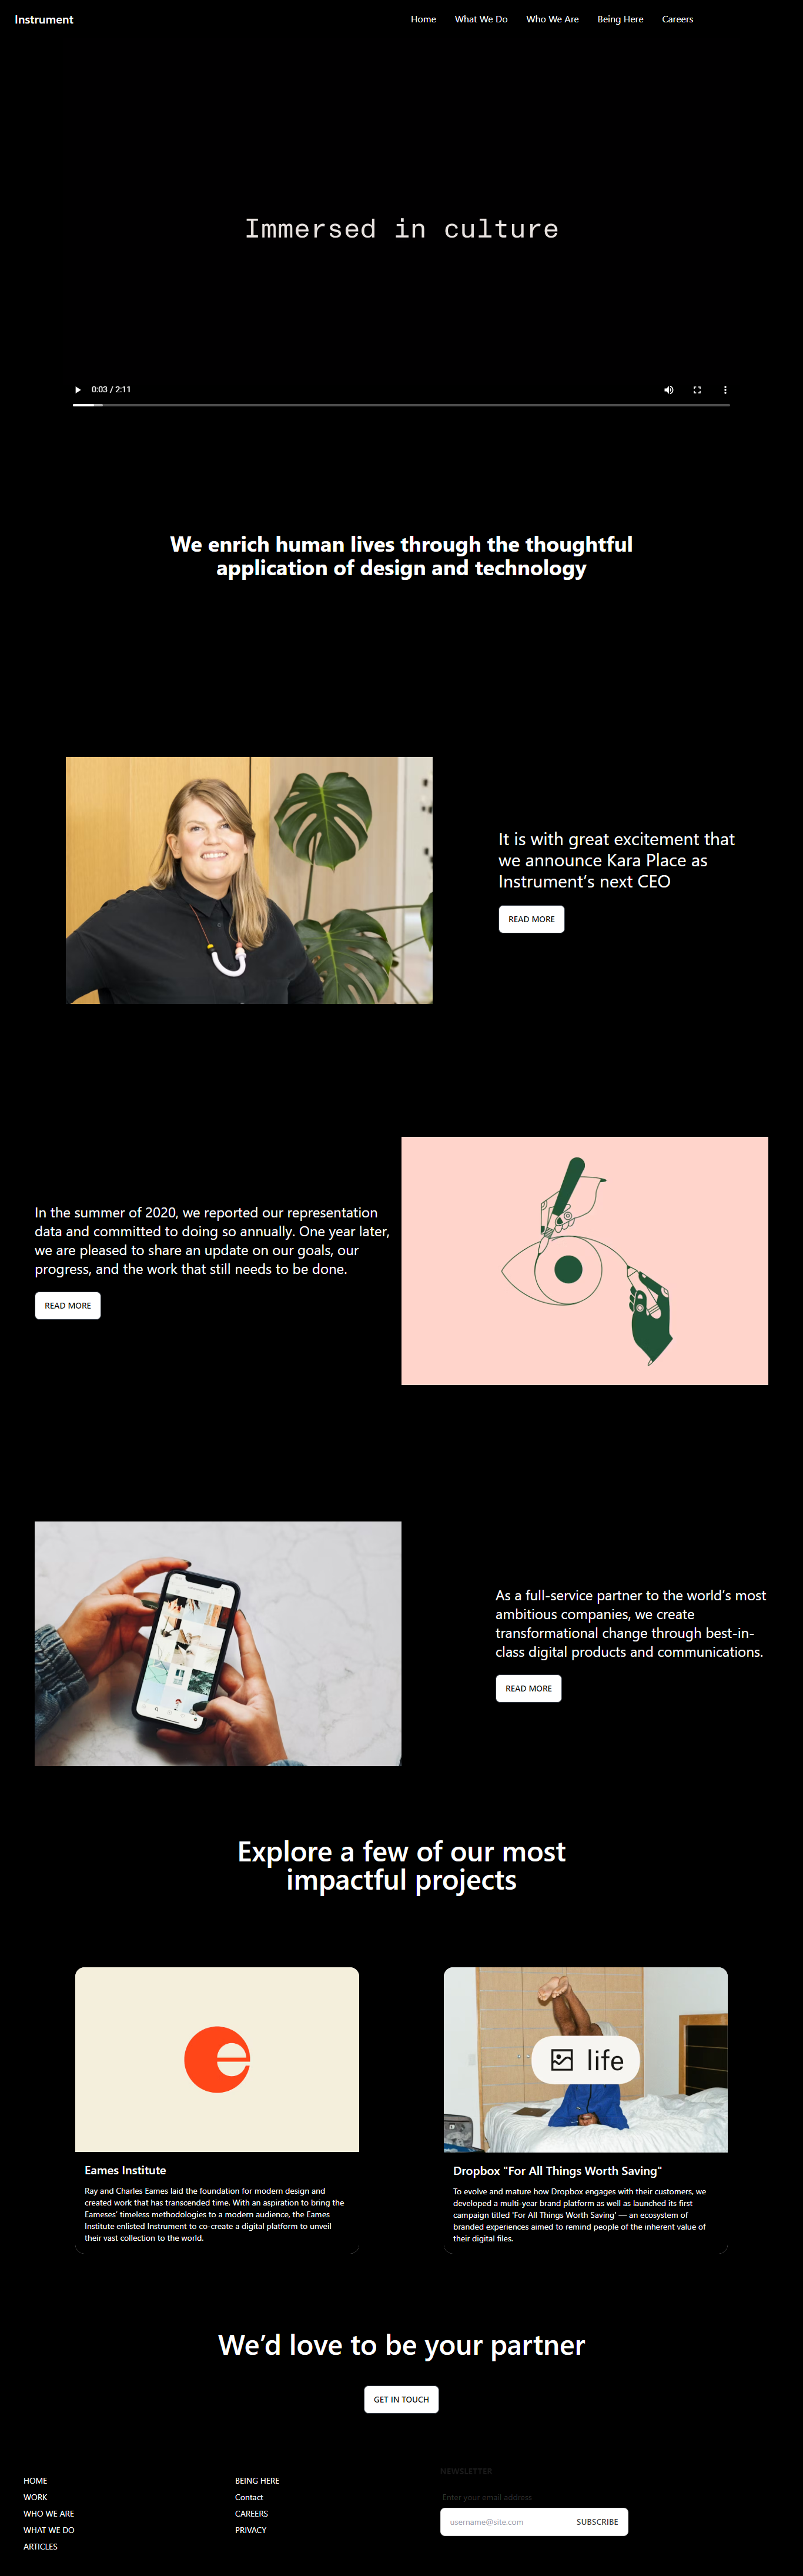 Instrument
Home What We Do Who We Are Being Here Careers
Immersed in culture
0:03 / 2:11
We enrich human lives through the thoughtful
application of design and technology
It is with great excitement that
we announce Kara Place as
Instrument’s next CEO
READ MORE
In the summer of 2020, we reported our representation
data and committed to doing so annually. One year later,
we are pleased to share an update on our goals, our
progress, and the work that still needs to be done.
READ MORE
As a full-service partner to the world’s most
ambitious companies, we create
transformational change through best-in-
class digital products and communications.
READ MORE
Explore a few of our most
impactful projects
life
Eames Institute
Ray and Charles Eames laid the foundation for modern design and
created work that has transcended time. With an aspiration to bring the
Eameses’ timeless methodologies to a modern audience, the Eames
Institute enlisted Instrument to co-create a digital platform to unveil
their vast collection to the world.
Dropbox "For All Things Worth Saving"
To evolve and mature how Dropbox engages with their customers, we
developed a multi-year brand platform as well as launched its first
campaign titled ‘For All Things Worth Saving’ — an ecosystem of
branded experiences aimed to remind people of the inherent value of
their digital files.
We’d love to be your partner
GET IN TOUCH
HOME
WORK
WHO WE ARE
WHAT WE DO
ARTICLES
BEING HERE
Contact
CAREERS
PRIVACY
NEWSLETTER
Enter your email address
username@site.com SUBSCRIBE